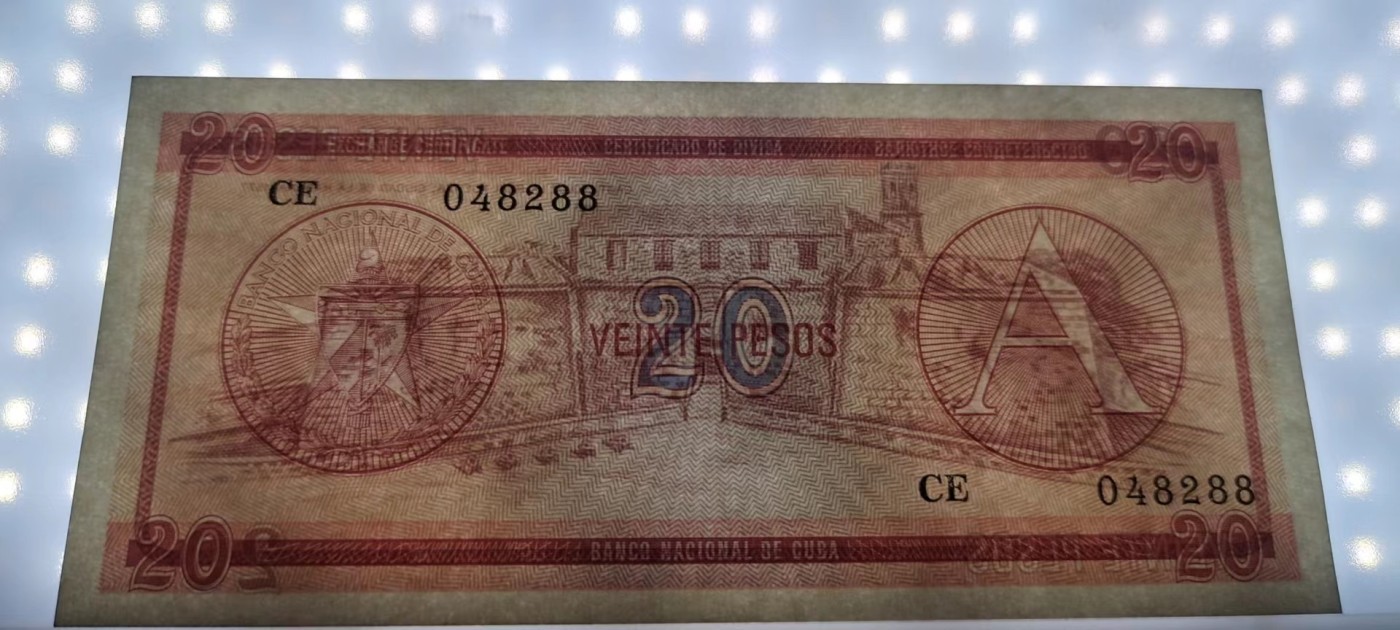 20 CERTIFICADO DE DIVISA 20
CE 048288
BANCO NACIONAL DE CUBA
A
20
VEINTE PESOS
CE 048288
20 BANCO NACIONAL DE CUBA 20